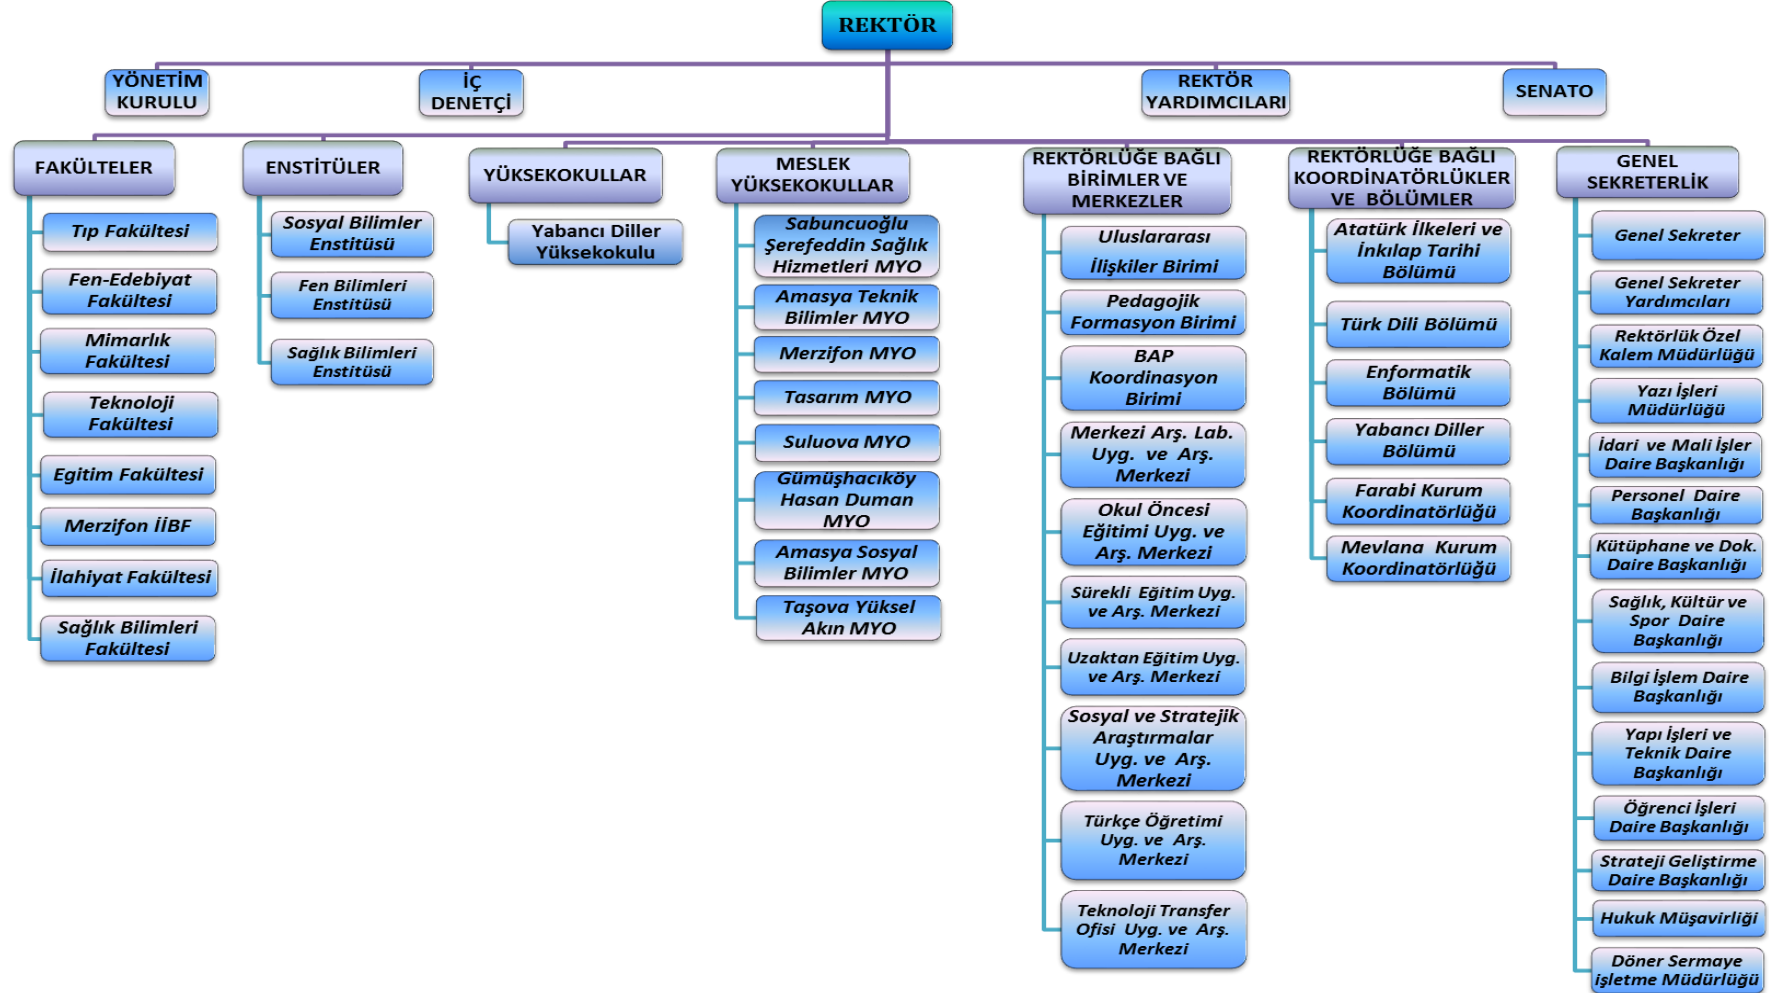 REKTÖR
YÖNETİM
KURULU
İÇ
DENETÇİ
REKTÖR
YARDIMCILARI
SENATO
FAKÜLTELER
Tıp Fakültesi
Fen-Edebiyat
Fakültesi
Mimarlık
Fakültesi
Teknoloji
Fakültesi
Egitim Fakültesi
Merzifon İİBF
İlahiyat Fakültesi
Sağlık Bilimleri
Fakültesi
ENSTİTÜLER
Sosyal Bilimler
Enstitüsü
Fen Bilimleri
Enstitüsü
Sağlık Bilimleri
Enstitüsü
YÜKSEKOKULLAR
Yabancı Diller
Yüksekokulu
MESLEK
YÜKSEKOKULLAR
Sabuncuoğlu
Şerefeddin Sağlık
Hizmetleri MYO
Amasya Teknik
Bilimler MYO
Merzifon MYO
Tasarım MYO
Suluova MYO
Gümüşhacıköy
Hasan Duman
MYO
Amasya Sosyal
Bilimler MYO
Taşova Yüksel
Akın MYO
REKTÖRLÜĞE BAĞLI
BİRİMLER VE
MERKEZLER
Uluslararası
İlişkiler Birimi
Pedagojik
Formasyon Birimi
BAP
Koordinasyon
Birimi
Merkezi Arş. Lab.
Uyg. ve Arş.
Merkezi
Okul Öncesi
Eğitimi Uyg. ve
Arş. Merkezi
Sürekli Eğitim Uyg.
ve Arş. Merkezi
Uzaktan Eğitim Uyg.
ve Arş. Merkezi
Sosyal ve Stratejik
Araştırmalar
Uyg. ve Arş.
Merkezi
Türkçe Öğretimi
Uyg. ve Arş.
Merkezi
Teknoloji Transfer
Ofisi Uyg. ve Arş.
Merkezi
REKTÖRLÜĞE BAĞLI
KOORDİNATÖRLÜKLER
VE BÖLÜMLER
Atatürk İlkeleri ve
İnkılap Tarihi
Bölümü
Türk Dili Bölümü
Enformatik
Bölümü
Yabancı Diller
Bölümü
Farabi Kurum
Koordinatörlüğü
Mevlana Kurum
Koordinatörlüğü
GENEL
SEKRETERLİK
Genel Sekreter
Genel Sekreter
Yardımcıları
Rektörlük Özel
Kalem Müdürlüğü
Yazı İşleri
Müdürlüğü
İdari ve Mali İşler
Daire Başkanlığı
Personel Daire
Başkanlığı
Kütüphane ve Dok.
Daire Başkanlığı
Sağlık, Kültür ve
Spor Daire
Başkanlığı
Bilgi İşlem Daire
Başkanlığı
Yapı İşleri ve
Teknik Daire
Başkanlığı
Öğrenci İşleri
Daire Başkanlığı
Strateji Geliştirme
Daire Başkanlığı
Hukuk Müşavirliği
Döner Sermaye
işletme Müdürlüğü